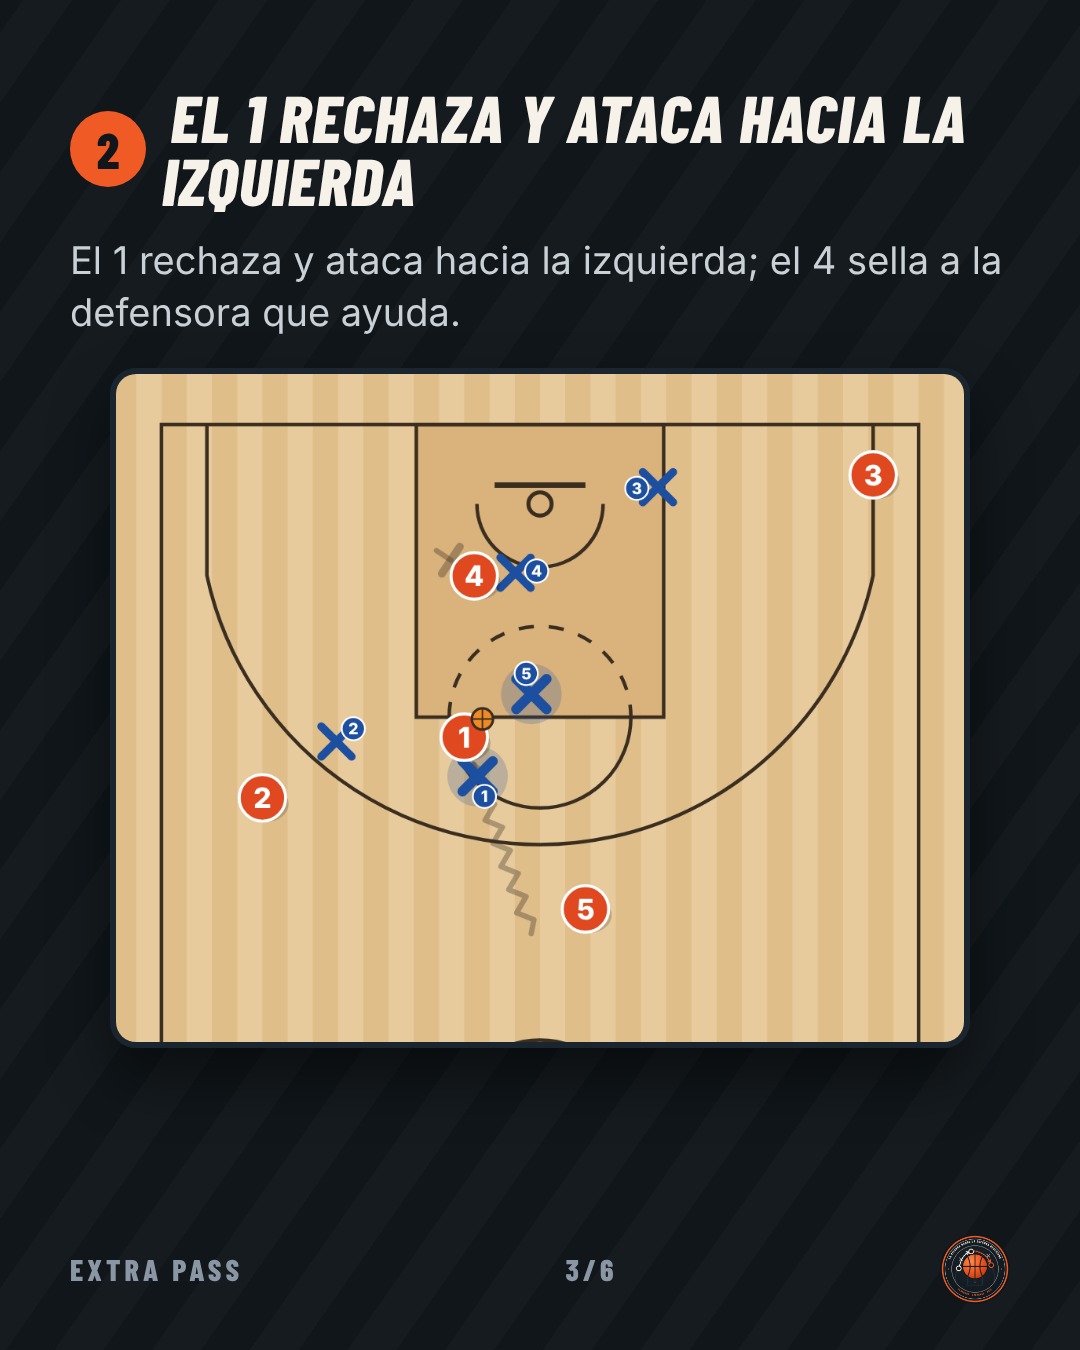 2
EL 1 RECHAZA Y ATACA HACIA LA
IZQUIERDA
El 1 rechaza y ataca hacia la izquierda; el 4 sella a la
defensora que ayuda.
3
3
4
4
5
1
2
2
1
5
EXTRA PASS
3/6